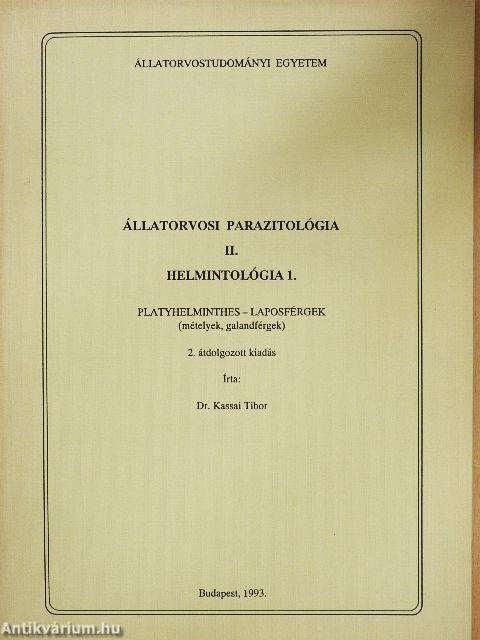 ÁLLATORVOSTUDOMÁNYI EGYETEM
ÁLLATORVOSI PARAZITOLÓGIA
II.
HELMINTOLÓGIA 1.
PLATYHELMINTHES – LAPOSFÉRGEK
(mételyek, galandférgek)
2. átdolgozott kiadás
Írta:
Dr. Kassai Tibor
Budapest, 1993.
Antikvárium.hu